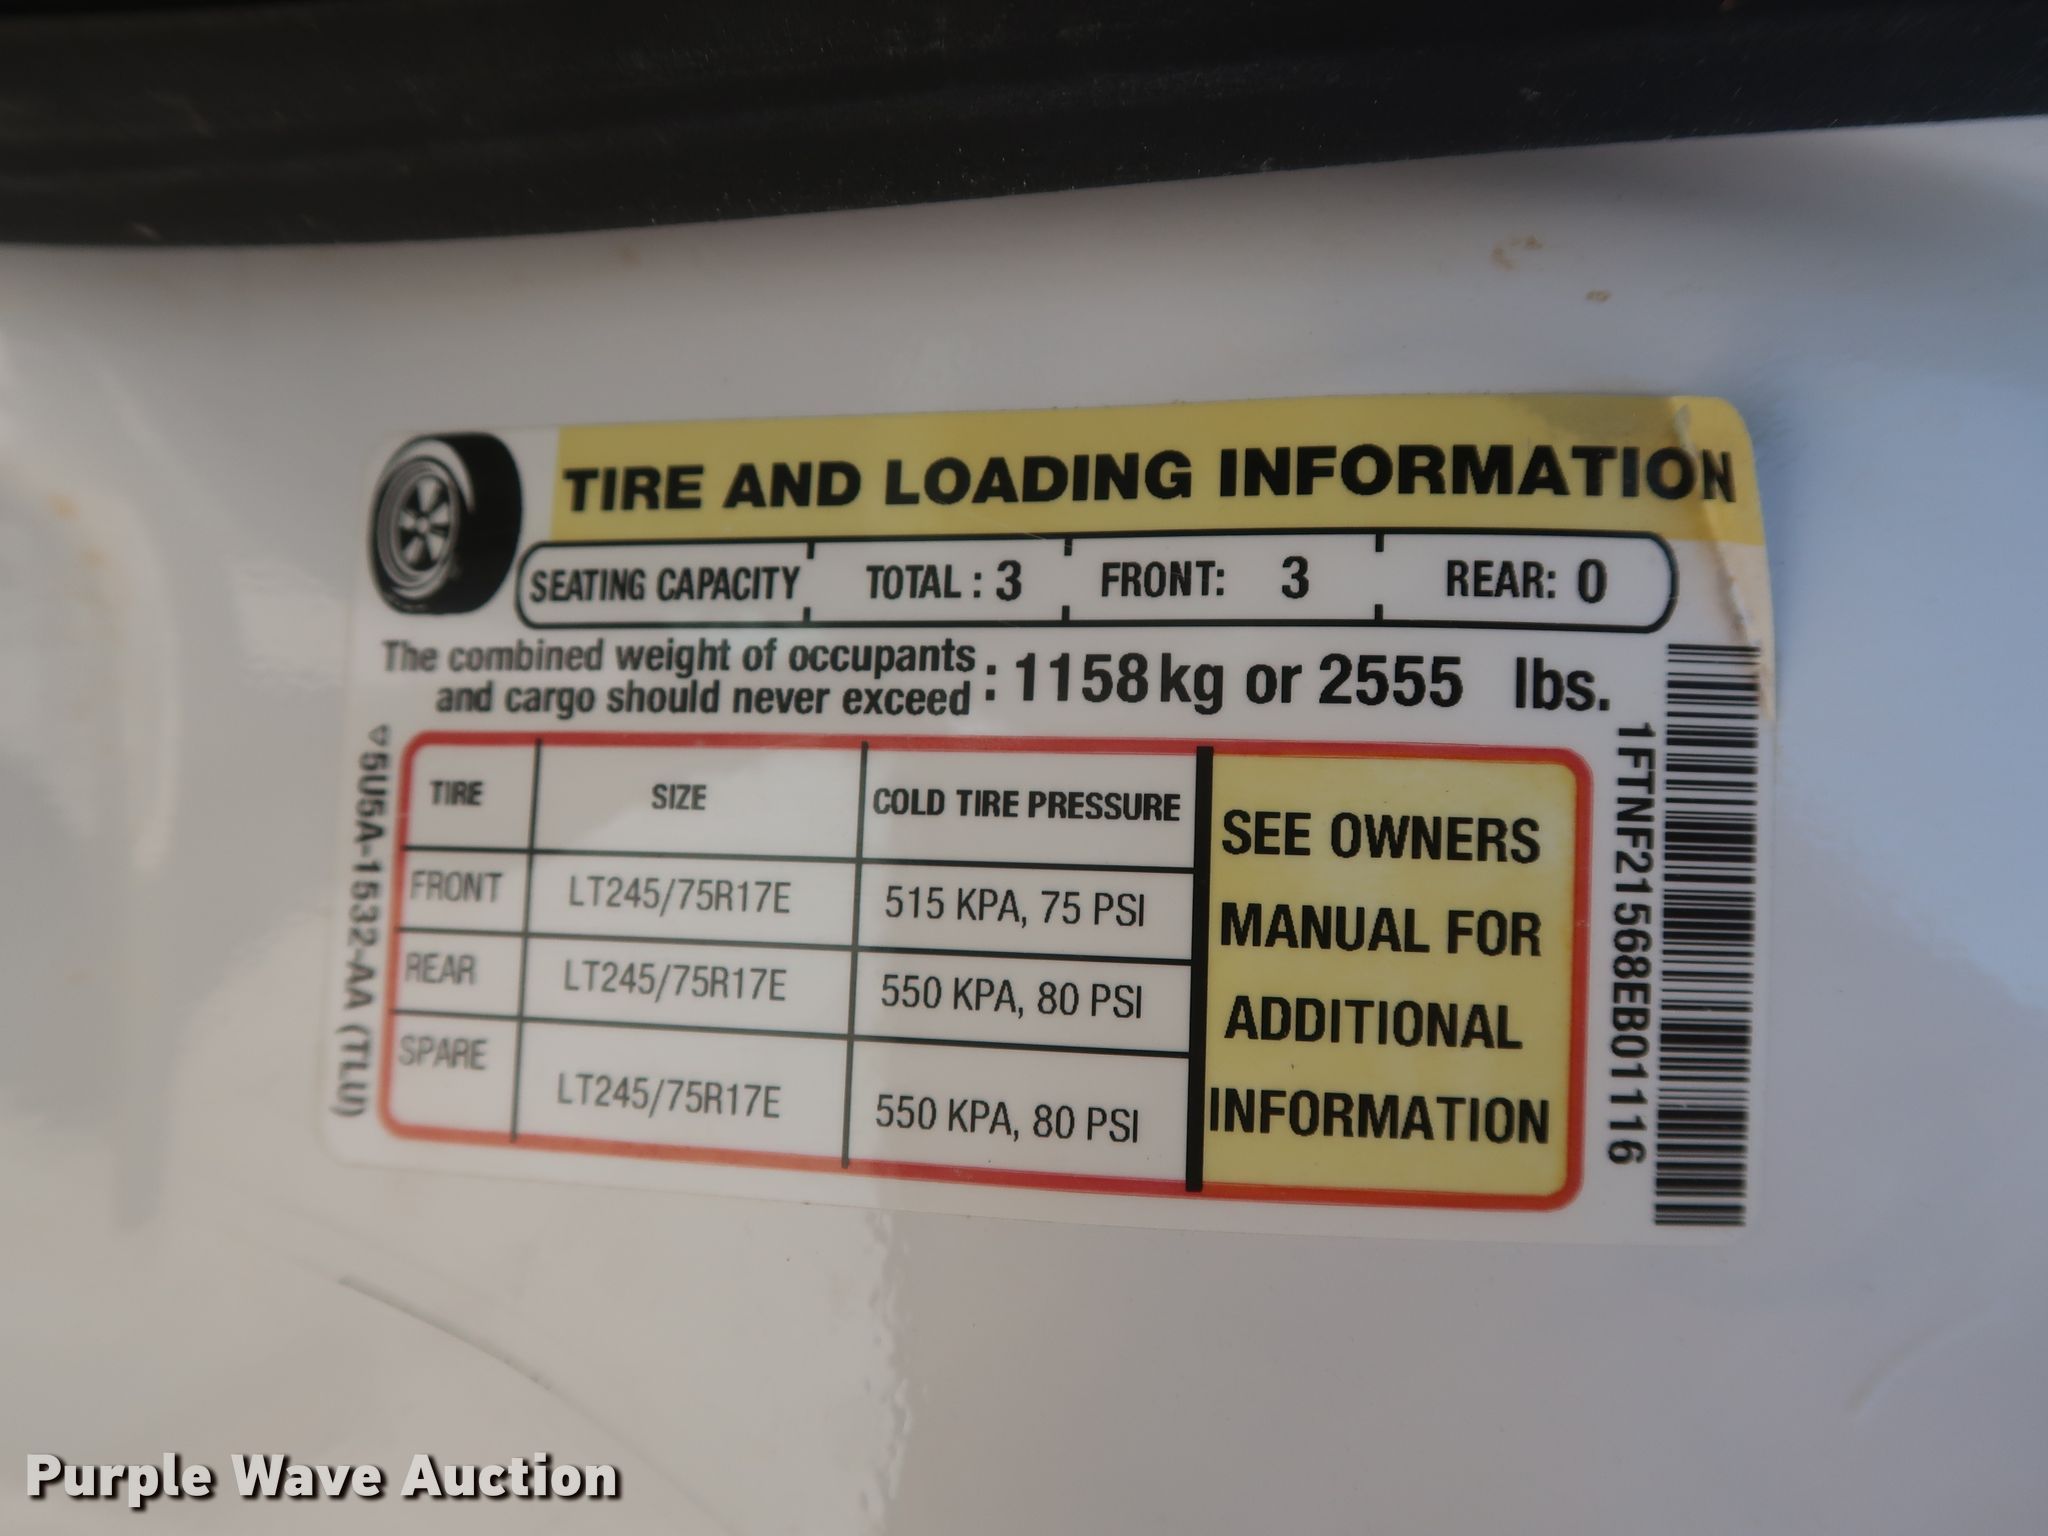 TIRE AND LOADING INFORMATION
SEATING CAPACITY TOTAL : 3 FRONT: 3 REAR: 0
The combined weight of occupants
and cargo should never exceed : 1158 kg or 2555 lbs.
TIRE SIZE COLD TIRE PRESSURE
FRONT LT245/75R17E 515 KPA, 75 PSI
REAR LT245/75R17E 550 KPA, 80 PSI
SPARE LT245/75R17E 550 KPA, 80 PSI
SEE OWNERS
MANUAL FOR
ADDITIONAL
INFORMATION
5U5A-1532-AA (TLU)
1FTNF21568EB01116
Purple Wave Auction